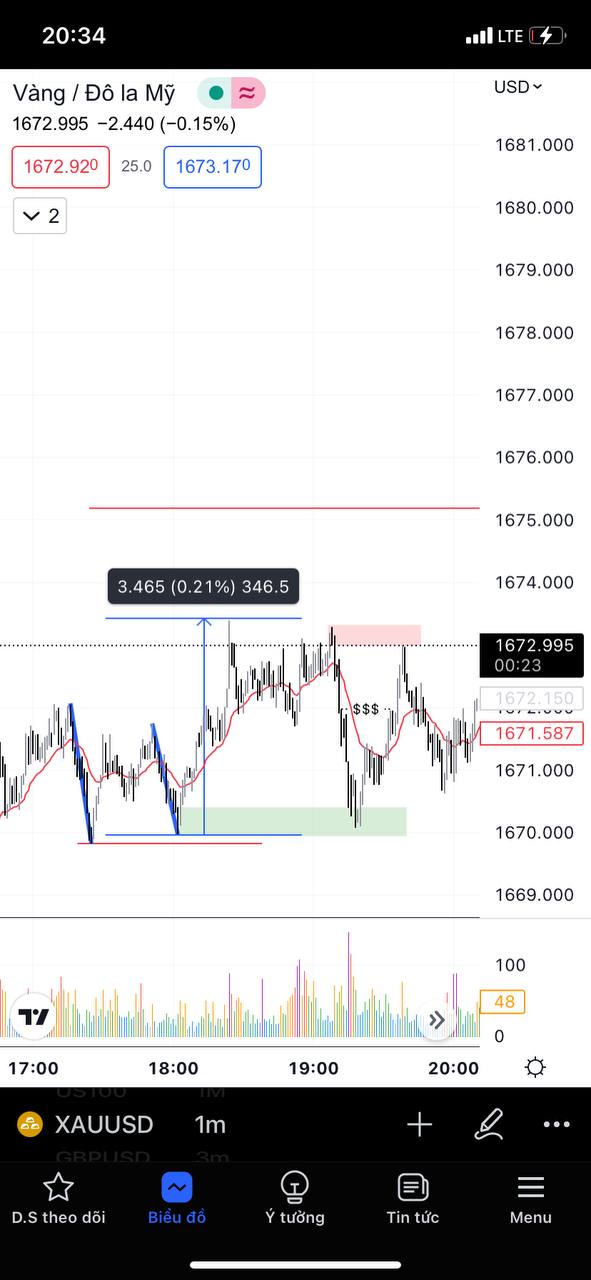 20:34
LTE
Vàng / Đô la Mỹ
USD
1672.995 −2.440 (−0.15%)
1672.920
25.0
1673.170
2
1681.000
1680.000
1679.000
1678.000
1677.000
1676.000
1675.000
1674.000
3.465 (0.21%) 346.5
1672.995
00:23
1672.150
$$$
1671.587
1671.000
1670.000
1669.000
100
48
0
17:00
18:00
19:00
20:00
US100 1M
XAUUSD 1m
GBPUSD 3m
D.S theo dõi
Biểu đồ
Ý tưởng
Tin tức
Menu